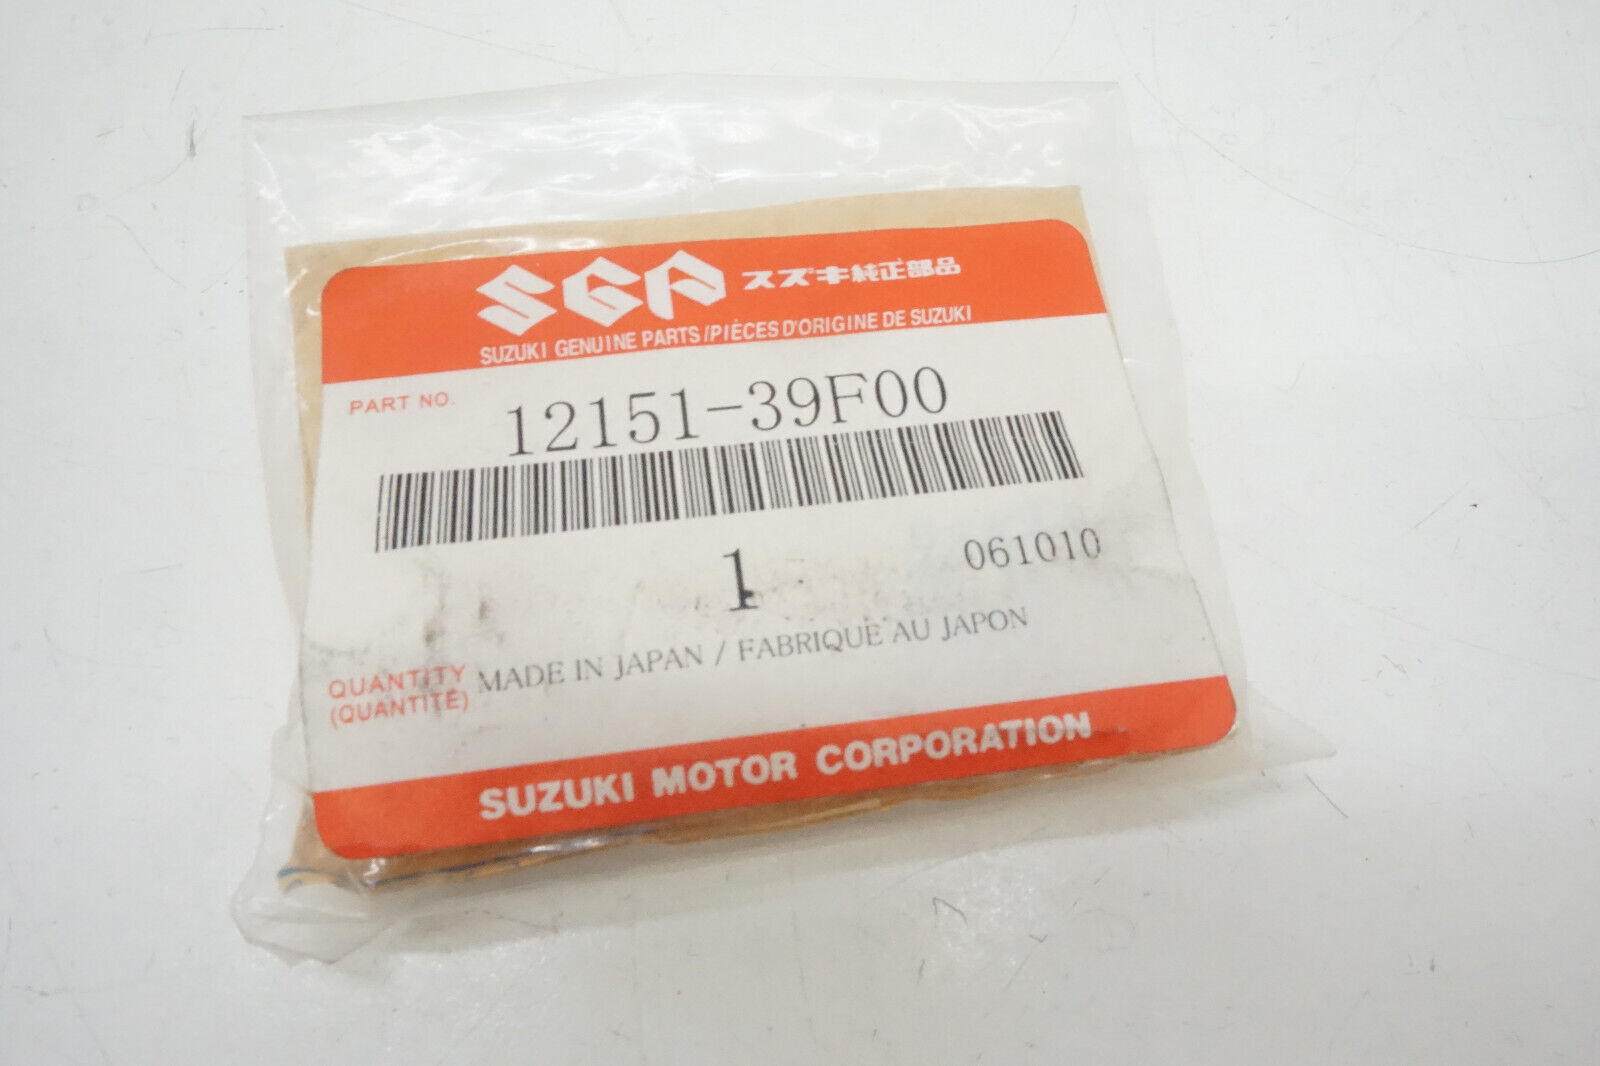 SGP スズキ純正部品
SUZUKI GENUINE PARTS/PIÈCES D'ORIGINE DE SUZUKI
PART NO. 12151-39F00
1 061010
QUANTITY
(QUANTITÉ)
MADE IN JAPAN / FABRIQUÉ AU JAPON
SUZUKI MOTOR CORPORATION